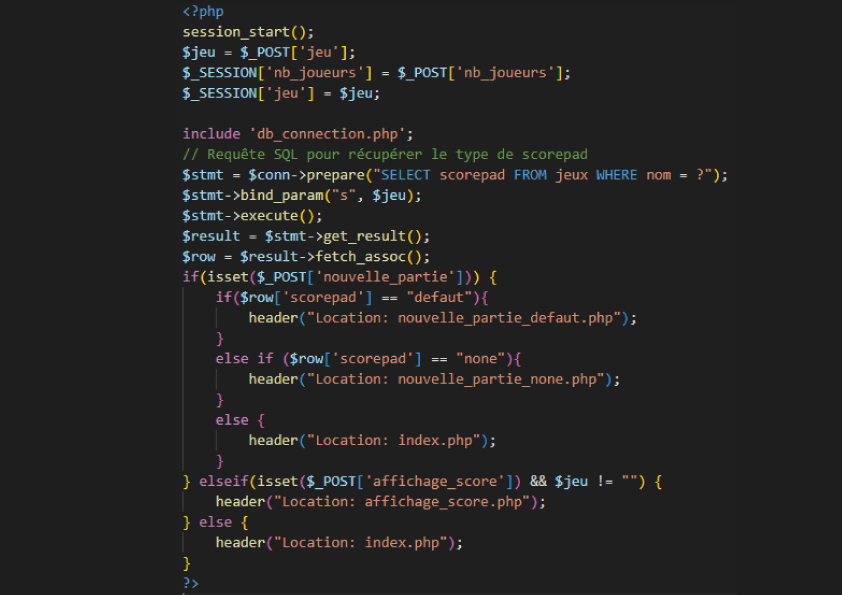 <?php
session_start();
$jeu = $_POST['jeu'];
$_SESSION['nb_joueurs'] = $_POST['nb_joueurs'];
$_SESSION['jeu'] = $jeu;

include 'db_connection.php';
// Requête SQL pour récupérer le type de scorepad
$stmt = $conn->prepare("SELECT scorepad FROM jeux WHERE nom = ?");
$stmt->bind_param("s", $jeu);
$stmt->execute();
$result = $stmt->get_result();
$row = $result->fetch_assoc();
if(isset($_POST['nouvelle_partie'])) {
    if($row['scorepad'] == "defaut"){
        header("Location: nouvelle_partie_defaut.php");
    }
    else if ($row['scorepad'] == "none"){
        header("Location: nouvelle_partie_none.php");
    }
    else {
        header("Location: index.php");
    }
} elseif(isset($_POST['affichage_score']) && $jeu != "") {
    header("Location: affichage_score.php");
} else {
    header("Location: index.php");
}
?>